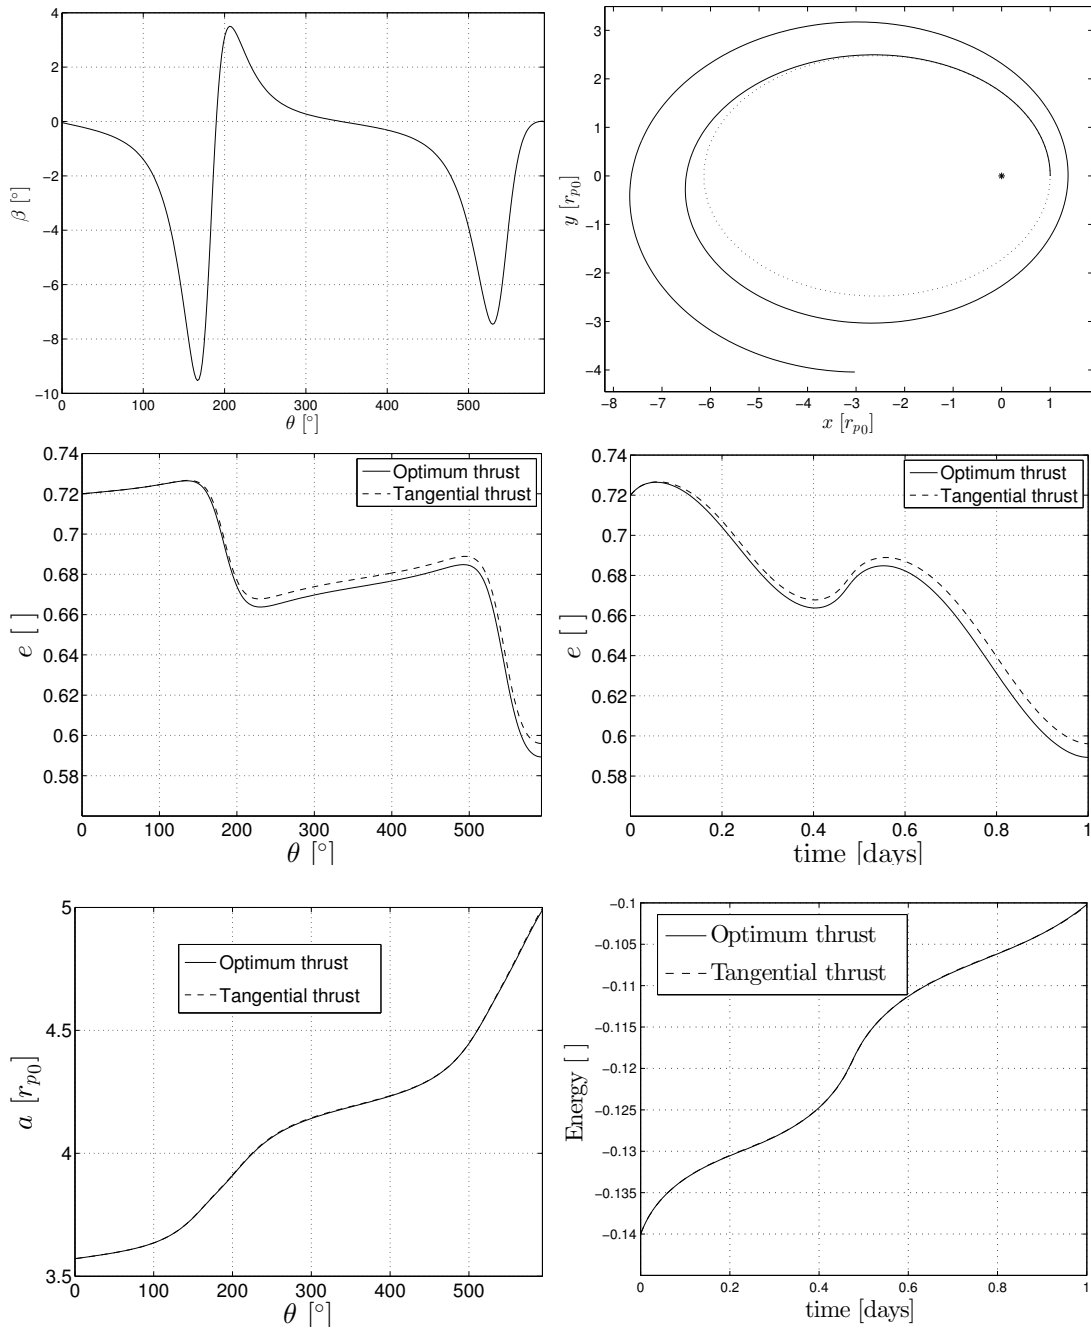 4
2
0
−2
−4
−6
−8
−10
β [°]
0 100 200 300 400 500
θ [°]
3
2
1
0
−1
−2
−3
−4
y [r_{p_0}]
−8 −7 −6 −5 −4 −3 −2 −1 0 1
x [r_{p_0}]
0.74
0.72
0.7
0.68
0.66
0.64
0.62
0.6
0.58
e [ ]
Optimum thrust
Tangential thrust
0 100 200 300 400 500
θ [°]
0.74
0.72
0.7
0.68
0.66
0.64
0.62
0.6
0.58
e [ ]
Optimum thrust
Tangential thrust
0 0.2 0.4 0.6 0.8 1
time [days]
5
4.5
4
3.5
a [r_{p_0}]
Optimum thrust
Tangential thrust
0 100 200 300 400 500
θ [°]
−0.1
−0.105
−0.11
−0.115
−0.12
−0.125
−0.13
−0.135
−0.14
Energy [ ]
Optimum thrust
Tangential thrust
0.2 0.4 0.6 0.8 1
time [days]